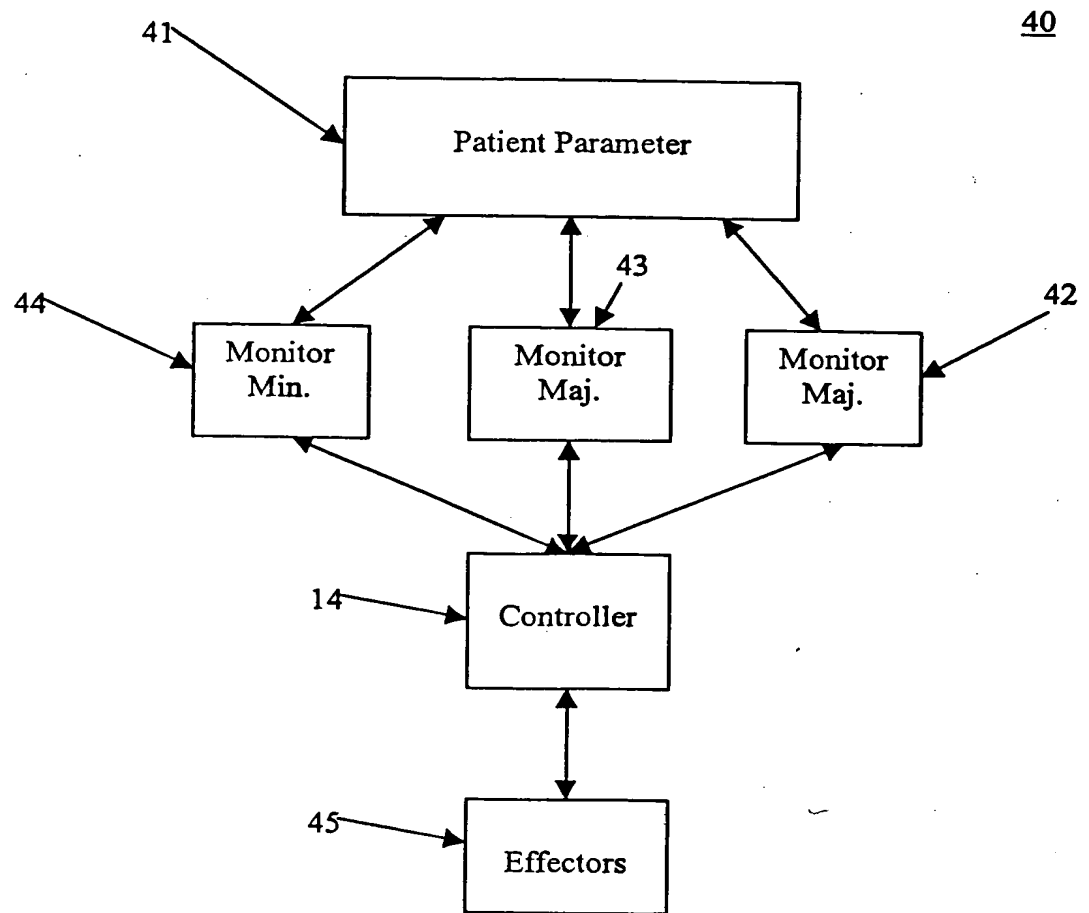 40
41
Patient Parameter
43
44
42
Monitor
Min.
Monitor
Maj.
Monitor
Maj.
14
Controller
45
Effectors